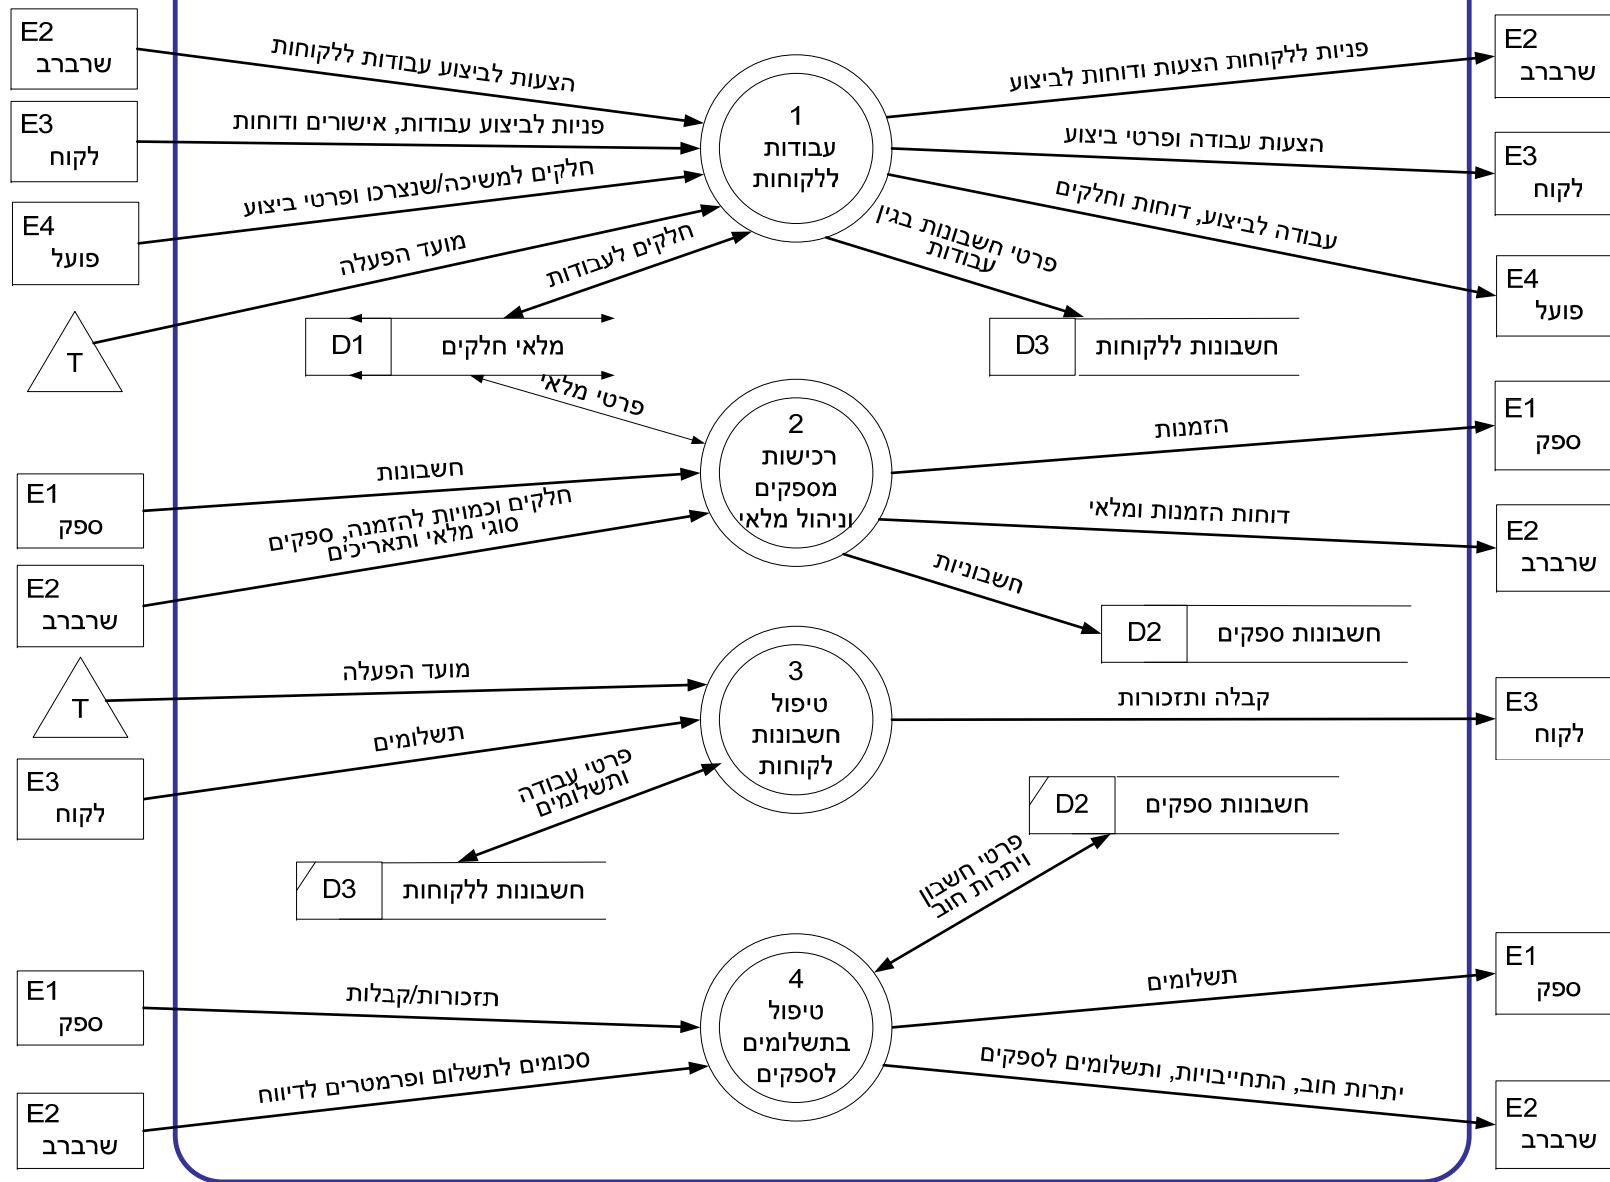 E2
שרברב
הצעות לביצוע עבודות ללקוחות
E3
לקוח
פניות לביצוע עבודות, אישורים ודוחות
E4
פועל
חלקים למשיכה/שנצרכו ופרטי ביצוע
T
מועד הפעלה
1
עבודות
ללקוחות
פניות ללקוחות הצעות ודוחות לביצוע
E2
שרברב
הצעות עבודה ופרטי ביצוע
E3
לקוח
עבודה לביצוע, דוחות וחלקים
E4
פועל
חלקים לעבודות
D1
מלאי חלקים
פרטי חשבונות בגין
עבודות
D3
חשבונות ללקוחות
פרטי מלאי
E1
ספק
חשבונות
E2
שרברב
חלקים וכמויות להזמנה, ספקים
סוגי מלאי ותאריכים
2
רכישות
מספקים
וניהול מלאי
הזמנות
E1
ספק
דוחות הזמנות ומלאי
E2
שרברב
חשבוניות
D2
חשבונות ספקים
T
מועד הפעלה
E3
לקוח
תשלומים
3
טיפול
חשבונות
לקוחות
קבלה ותזכורות
E3
לקוח
פרטי עבודה
ותשלומים
D3
חשבונות ללקוחות
D2
חשבונות ספקים
פרטי חשבון
ויתרות חוב
E1
ספק
תזכורות/קבלות
E2
שרברב
סכומים לתשלום ופרמטרים לדיווח
4
טיפול
בתשלומים
לספקים
תשלומים
E1
ספק
יתרות חוב, התחייבויות, ותשלומים לספקים
E2
שרברב